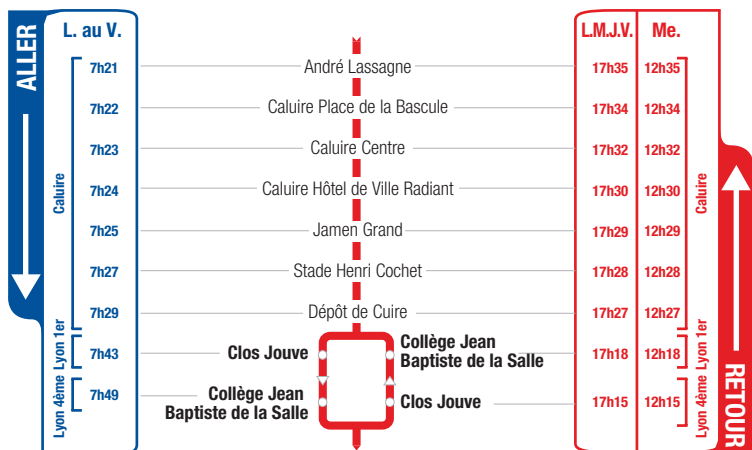 ALLER
L. au V.
L.M.J.V. Me.
7h21 André Lassagne 17h35 12h35
7h22 Caluire Place de la Bascule 17h34 12h34
7h23 Caluire Centre 17h32 12h32
7h24 Caluire Hôtel de Ville Radiant 17h30 12h30
7h25 Jamen Grand 17h29 12h29
7h27 Stade Henri Cochet 17h28 12h28
7h29 Dépôt de Cuire 17h27 12h27
Caluire
Caluire
7h43 Clos Jouve
Collège Jean
Baptiste de la Salle
17h18 12h18
Lyon 1er
Lyon 1er
7h49
Collège Jean
Baptiste de la Salle
Clos Jouve 17h15 12h15
Lyon 4ème
Lyon 4ème
RETOUR